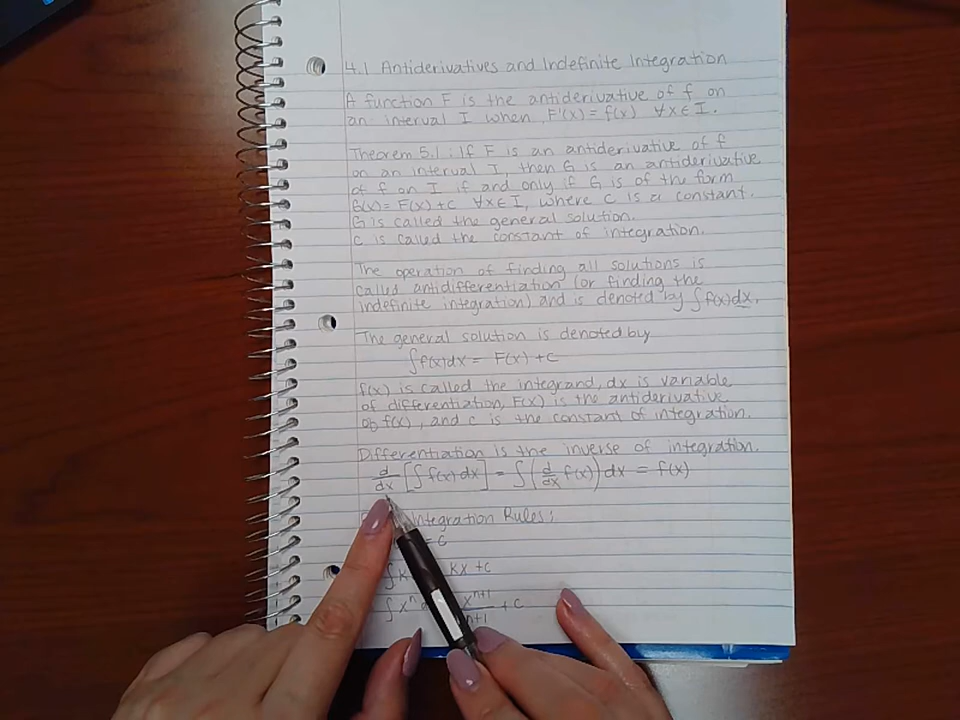 4.1 Antiderivatives and Indefinite Integration
A function F is the antiderivative of f on
an interval I when F'(x) = f(x) ∀x∈I.
Theorem 5.1: If F is an antiderivative of f
on an interval I, then G is an antiderivative
of f on I if and only if G is of the form
G(x) = F(x) + C ∀x∈I, where C is a constant.
G is called the general solution.
C is called the constant of integration.
The operation of finding all solutions is
called antidifferentiation (or finding the
indefinite integration) and is denoted by ∫f(x)dx.
The general solution is denoted by
∫f(x)dx = F(x) + C
f(x) is called the integrand, dx is variable
of differentiation, F(x) is the antiderivative
of f(x), and C is the constant of integration.
Differentiation is the inverse of integration.
d/dx [∫f(x)dx] = ∫(d/dx f(x))dx = f(x)
Integration Rules:
= C
∫k kx + C
∫xⁿ xⁿ⁺¹/n+1 + C